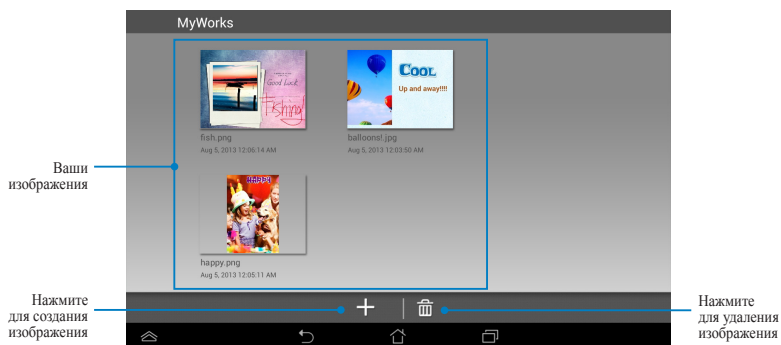 MyWorks
Good Luck
Fishing
COOL
Up and away!!!!
fish.png
Aug 5, 2013 12:06:14 AM
balloons!.jpg
Aug 5, 2013 12:03:50 AM
Ваши
изображения
HAPPY
happy.png
Aug 5, 2013 12:05:11 AM
Нажмите
для создания
изображения
Нажмите
для удаления
изображения